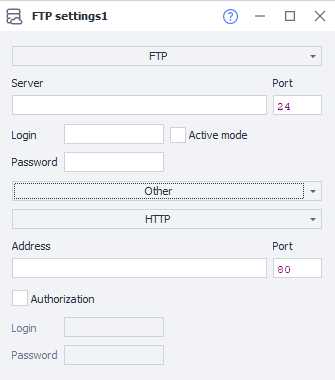 FTP settings1
FTP
Server Port
24
Login Active mode
Password
Other
HTTP
Address Port
80
Authorization
Login
Password